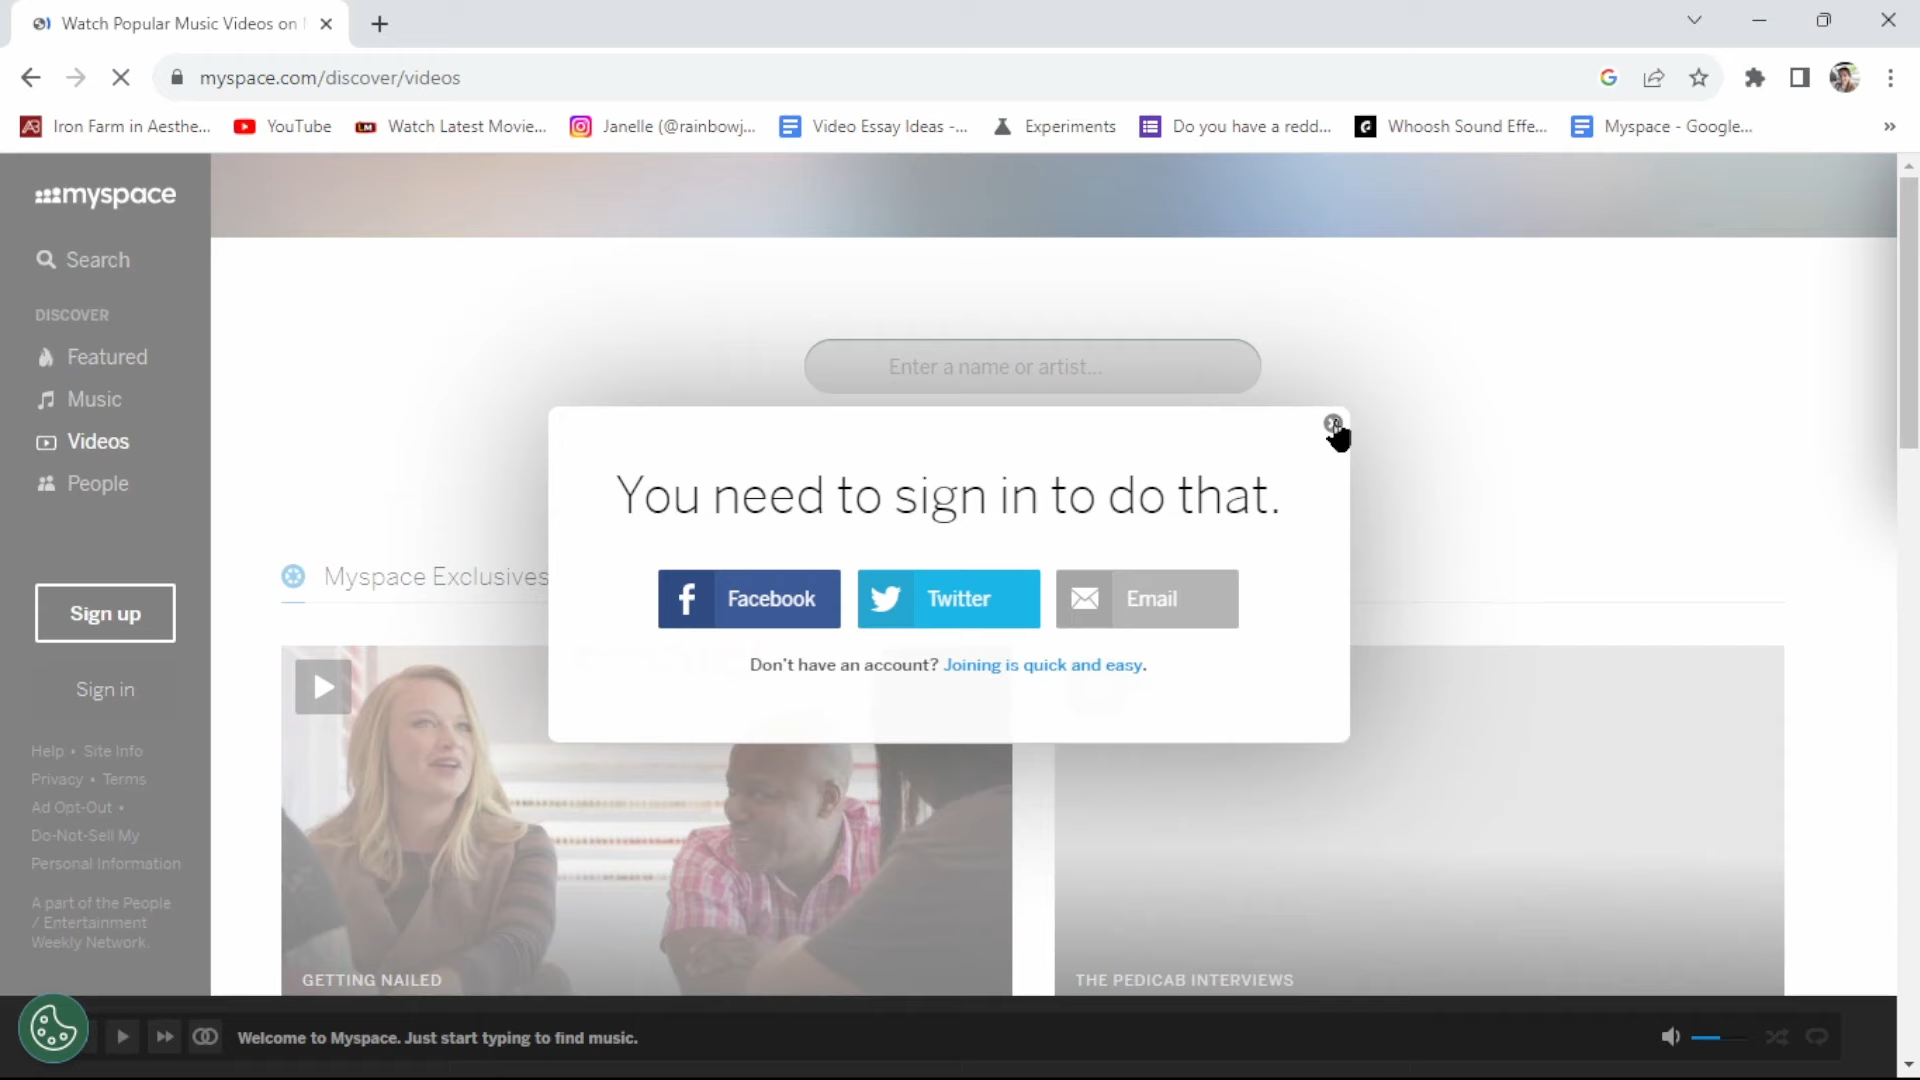 Watch Popular Music Videos on
myspace.com/discover/videos
Iron Farm in Aesthe...
YouTube
Watch Latest Movie...
Janelle (@rainbowj...
Video Essay Ideas -...
Experiments
Do you have a redd...
Whoosh Sound Effe...
Myspace - Google...
»
myspace
Search
DISCOVER
Featured
Music
Videos
People
Sign up
Sign in
Help • Site Info
Privacy • Terms
Ad Opt-Out •
Do-Not-Sell My
Personal Information
A part of the People
/ Entertainment
Weekly Network.
Enter a name or artist...
You need to sign in to do that.
Facebook
Twitter
Email
Don't have an account? Joining is quick and easy.
Myspace Exclusives
GETTING NAILED
THE PEDICAB INTERVIEWS
Welcome to Myspace. Just start typing to find music.